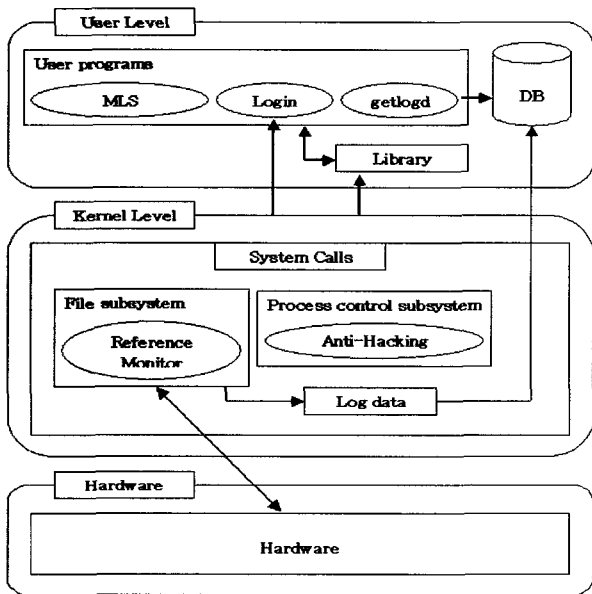 User Level
User programs
MLS
Login
getlogd
DB
Library
Kernel Level
System Calls
File subsystem
Process control subsystem
Reference
Monitor
Anti-Hacking
Log data
Hardware
Hardware